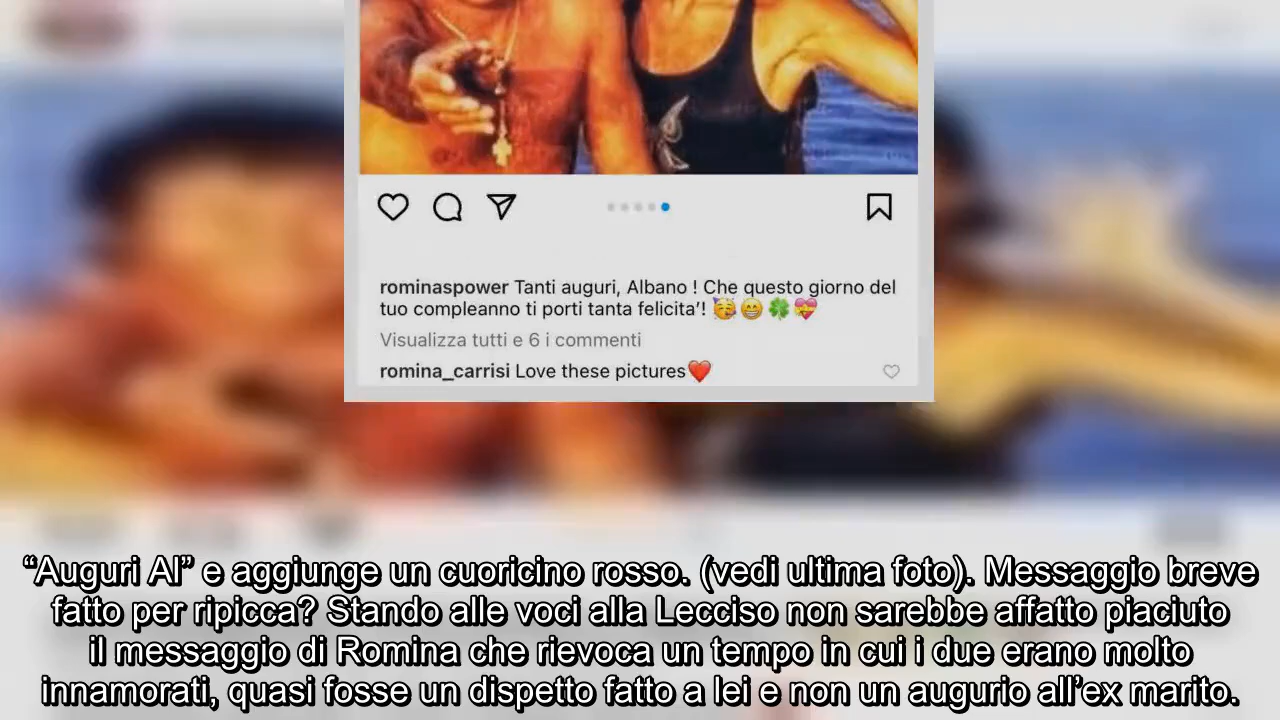 rominaspower Tanti auguri, Albano ! Che questo giorno del
tuo compleanno ti porti tanta felicita'! 🥳😁🍀💝
Visualizza tutti e 6 i commenti
romina_carrisi Love these pictures❤️
“Auguri Al” e aggiunge un cuoricino rosso. (vedi ultima foto). Messaggio breve
fatto per ripicca? Stando alle voci alla Lecciso non sarebbe affatto piaciuto
il messaggio di Romina che rievoca un tempo in cui i due erano molto
innamorati, quasi fosse un dispetto fatto a lei e non un augurio all’ex marito.